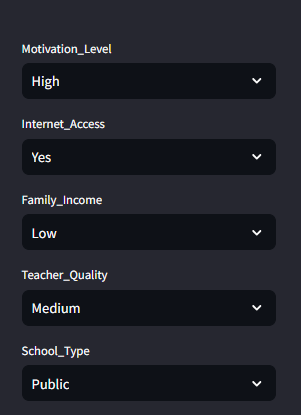 Motivation_Level
High
Internet_Access
Yes
Family_Income
Low
Teacher_Quality
Medium
School_Type
Public